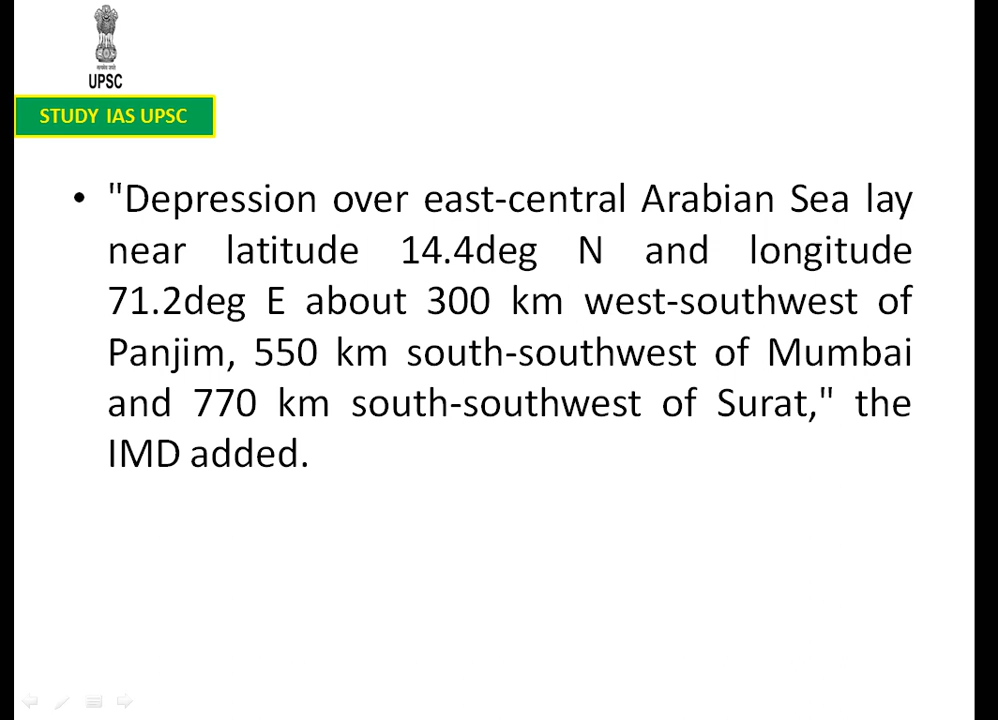 UPSC
STUDY IAS UPSC
• "Depression over east-central Arabian Sea lay
near latitude 14.4deg N and longitude
71.2deg E about 300 km west-southwest of
Panjim, 550 km south-southwest of Mumbai
and 770 km south-southwest of Surat," the
IMD added.